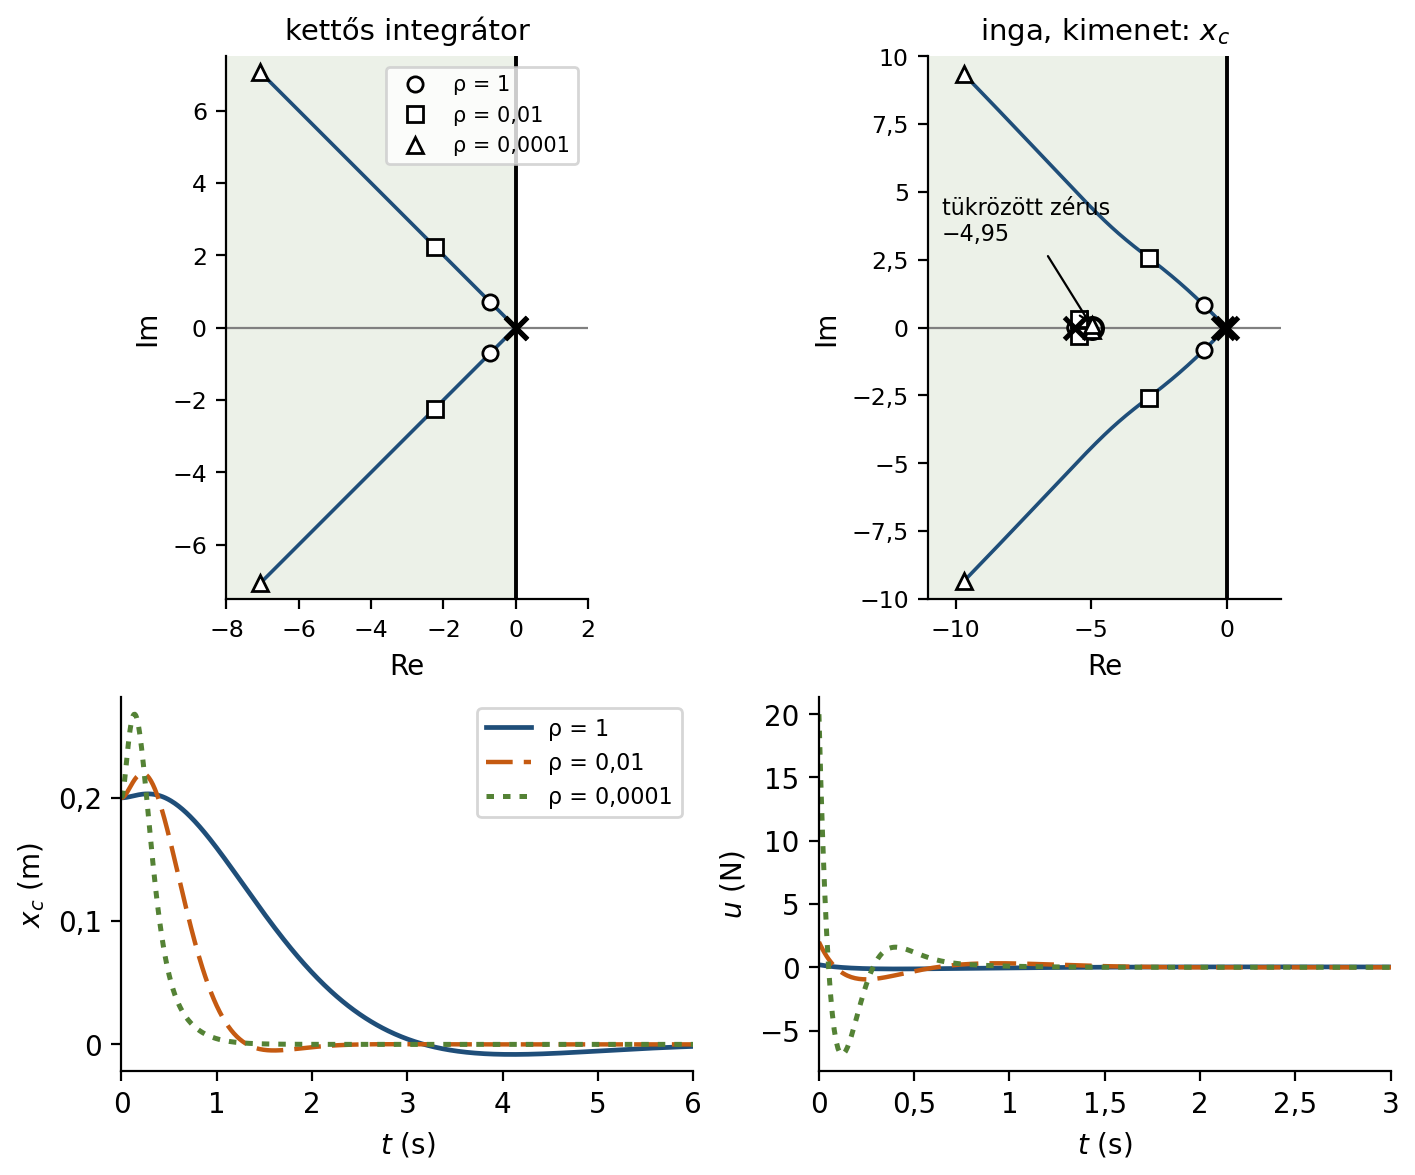 kettős integrátor
6
4
2
0
−2
−4
−6
Im
−8
−6
−4
−2
0
2
Re
ρ = 1
ρ = 0,01
ρ = 0,0001
inga, kimenet: x_c
10
7,5
5
2,5
0
−2,5
−5
−7,5
−10
Im
−10
−5
0
Re
tükrözött zérus
−4,95
0,2
0,1
0
x_c (m)
0
1
2
3
4
5
6
t (s)
ρ = 1
ρ = 0,01
ρ = 0,0001
20
15
10
5
0
−5
u (N)
0
0,5
1
1,5
2
2,5
3
t (s)